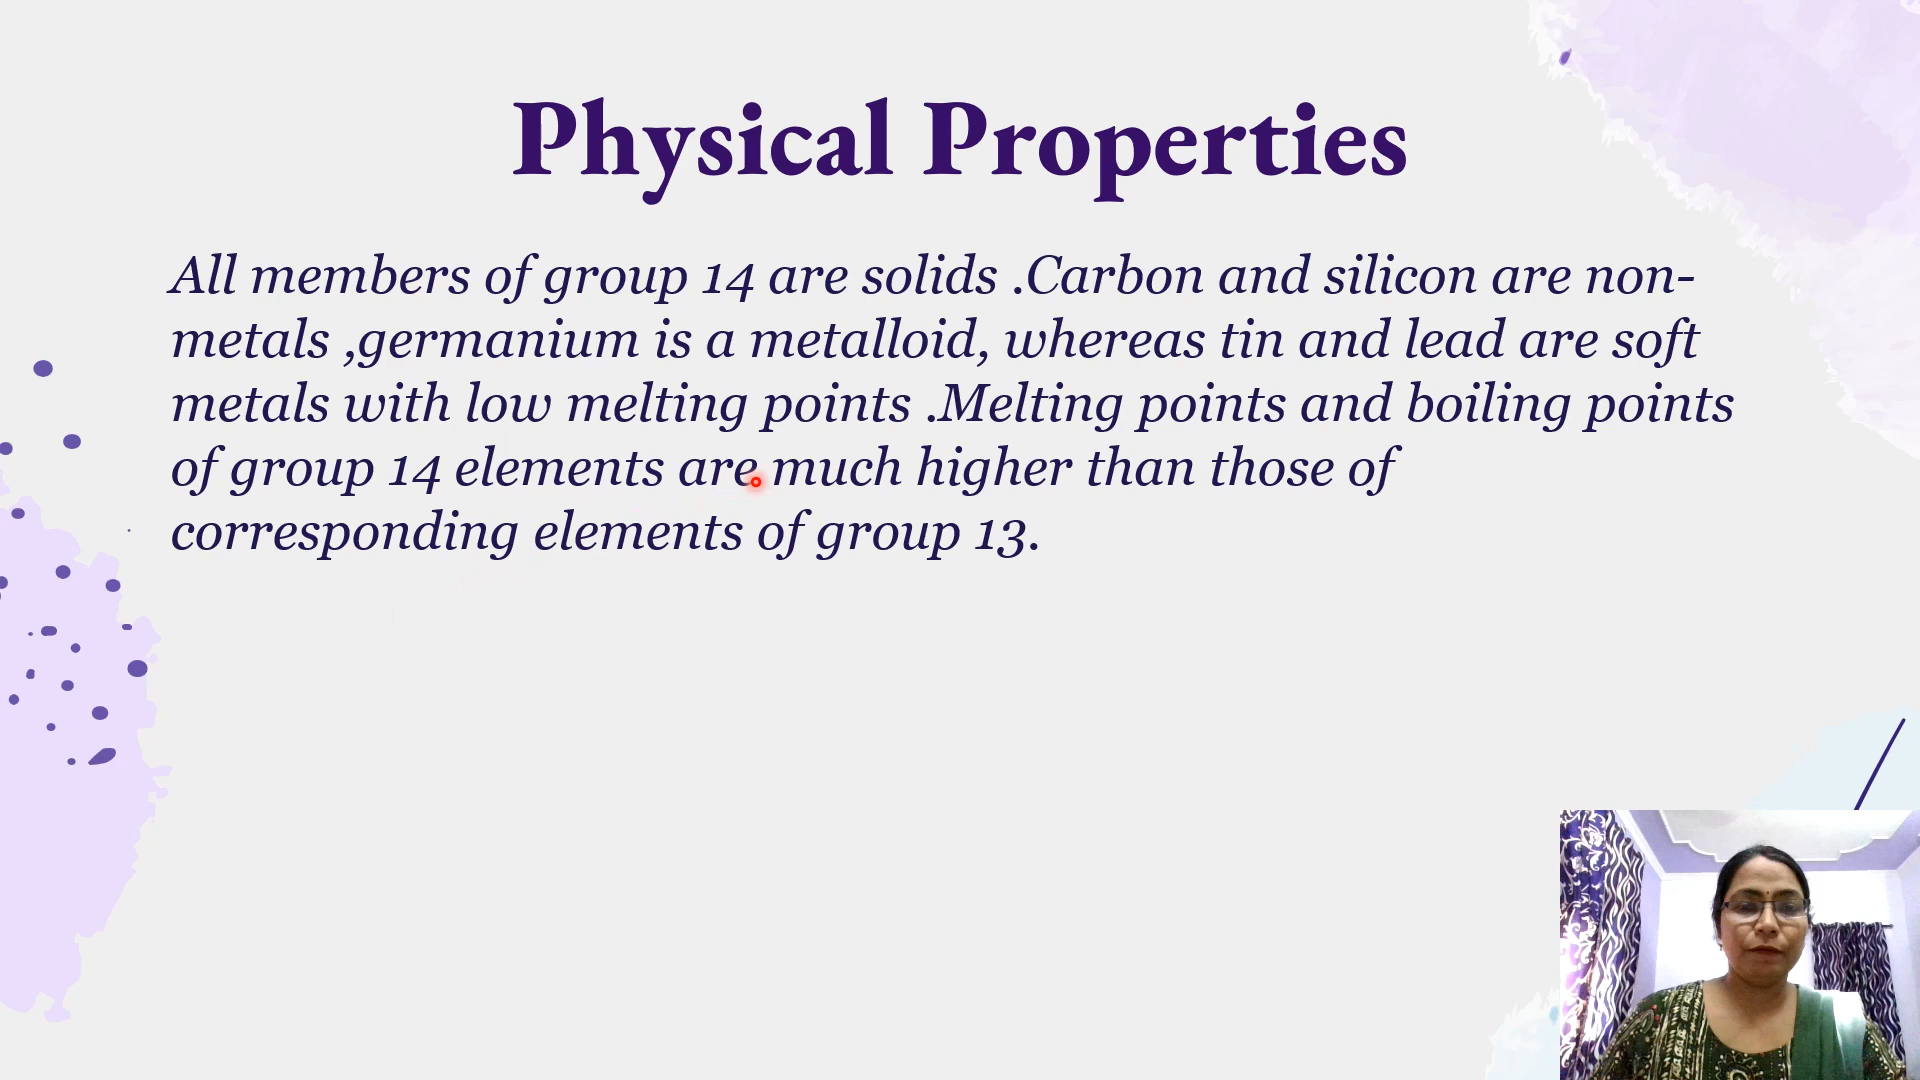 Physical Properties
All members of group 14 are solids .Carbon and silicon are non-
metals ,germanium is a metalloid, whereas tin and lead are soft
metals with low melting points .Melting points and boiling points
of group 14 elements are much higher than those of
corresponding elements of group 13.